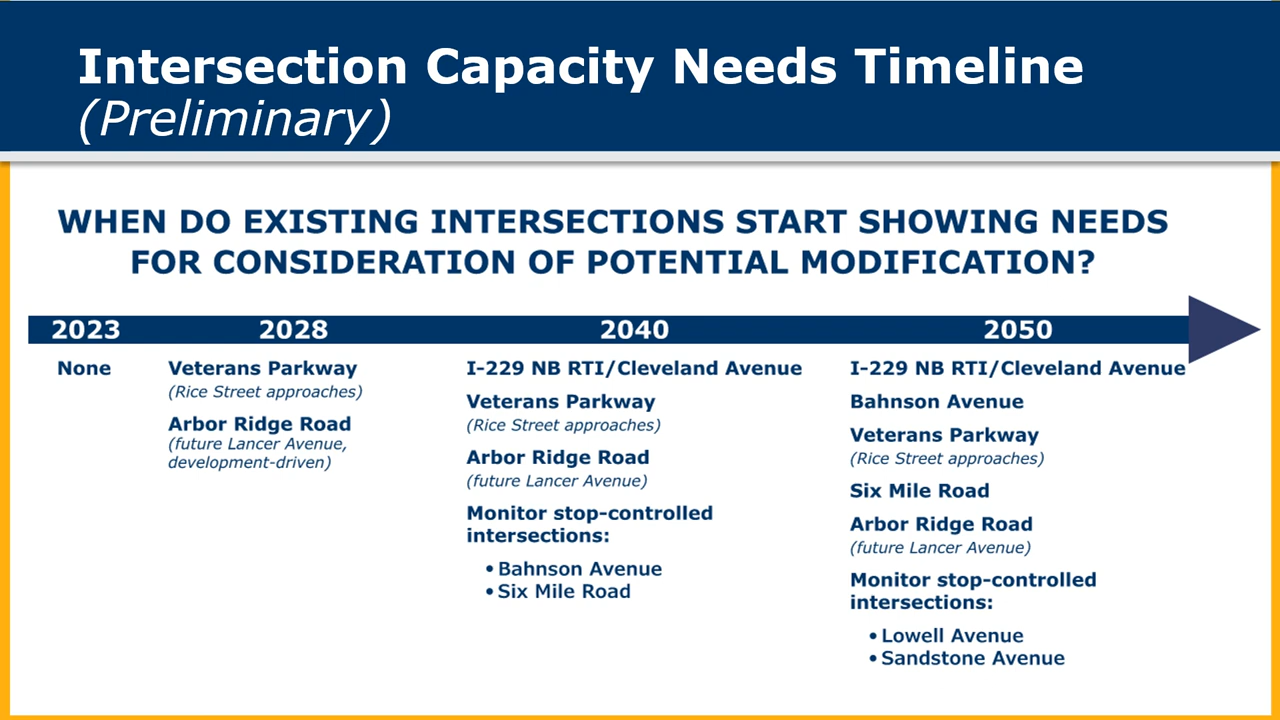 Intersection Capacity Needs Timeline
(Preliminary)
WHEN DO EXISTING INTERSECTIONS START SHOWING NEEDS
FOR CONSIDERATION OF POTENTIAL MODIFICATION?
2023
None
2028
Veterans Parkway
(Rice Street approaches)
Arbor Ridge Road
(future Lancer Avenue,
development-driven)
2040
I-229 NB RTI/Cleveland Avenue
Veterans Parkway
(Rice Street approaches)
Arbor Ridge Road
(future Lancer Avenue)
Monitor stop-controlled
intersections:
• Bahnson Avenue
• Six Mile Road
2050
I-229 NB RTI/Cleveland Avenue
Bahnson Avenue
Veterans Parkway
(Rice Street approaches)
Six Mile Road
Arbor Ridge Road
(future Lancer Avenue)
Monitor stop-controlled
intersections:
• Lowell Avenue
• Sandstone Avenue